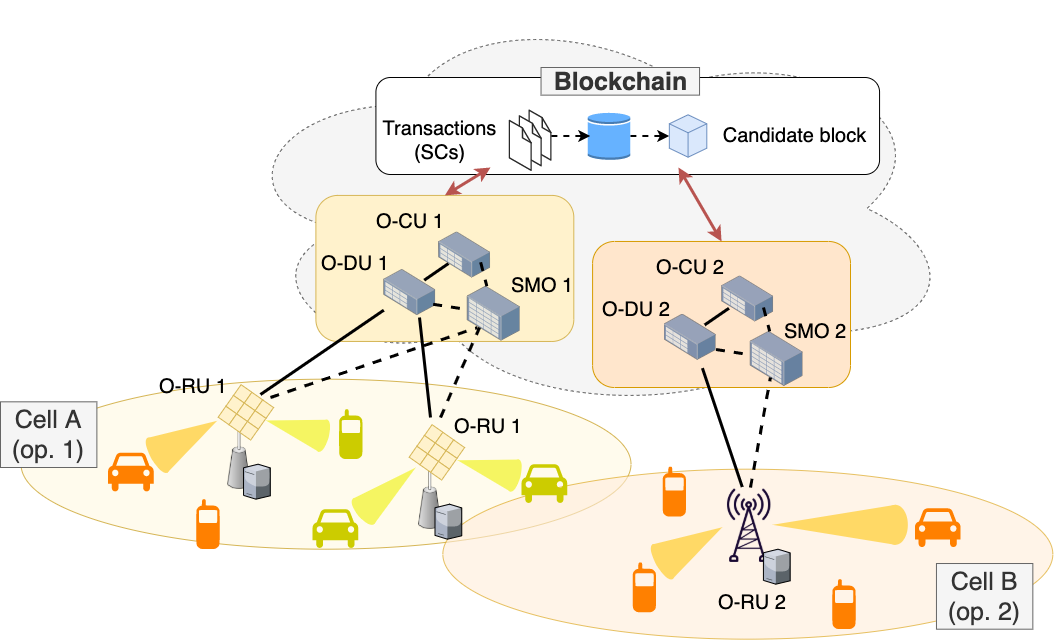 Blockchain
Transactions
(SCs)
Candidate block
O-CU 1
O-DU 1
SMO 1
O-CU 2
O-DU 2
SMO 2
O-RU 1
Cell A
(op. 1)
O-RU 1
Cell B
(op. 2)
O-RU 2